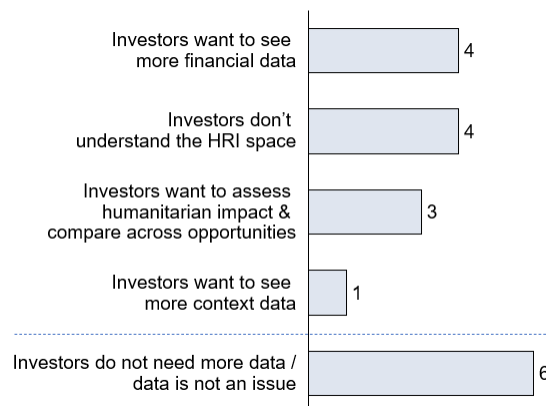 Investors want to see
more financial data
4
Investors don’t
understand the HRI space
4
Investors want to assess
humanitarian impact &
compare across opportunities
3
Investors want to see
more context data
1
Investors do not need more data /
data is not an issue
6